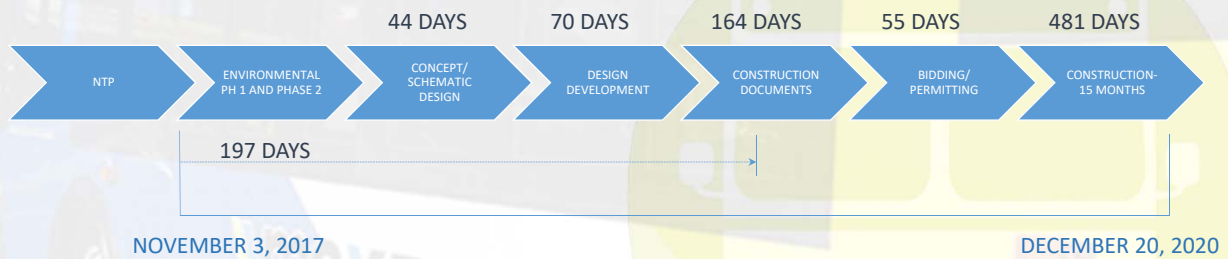 44 DAYS
70 DAYS
164 DAYS
55 DAYS
481 DAYS
NTP
ENVIRONMENTAL
PH 1 AND PHASE 2
CONCEPT/
SCHEMATIC
DESIGN
DESIGN
DEVELOPMENT
CONSTRUCTION
DOCUMENTS
BIDDING/
PERMITTING
CONSTRUCTION-
15 MONTHS
197 DAYS
NOVEMBER 3, 2017
DECEMBER 20, 2020